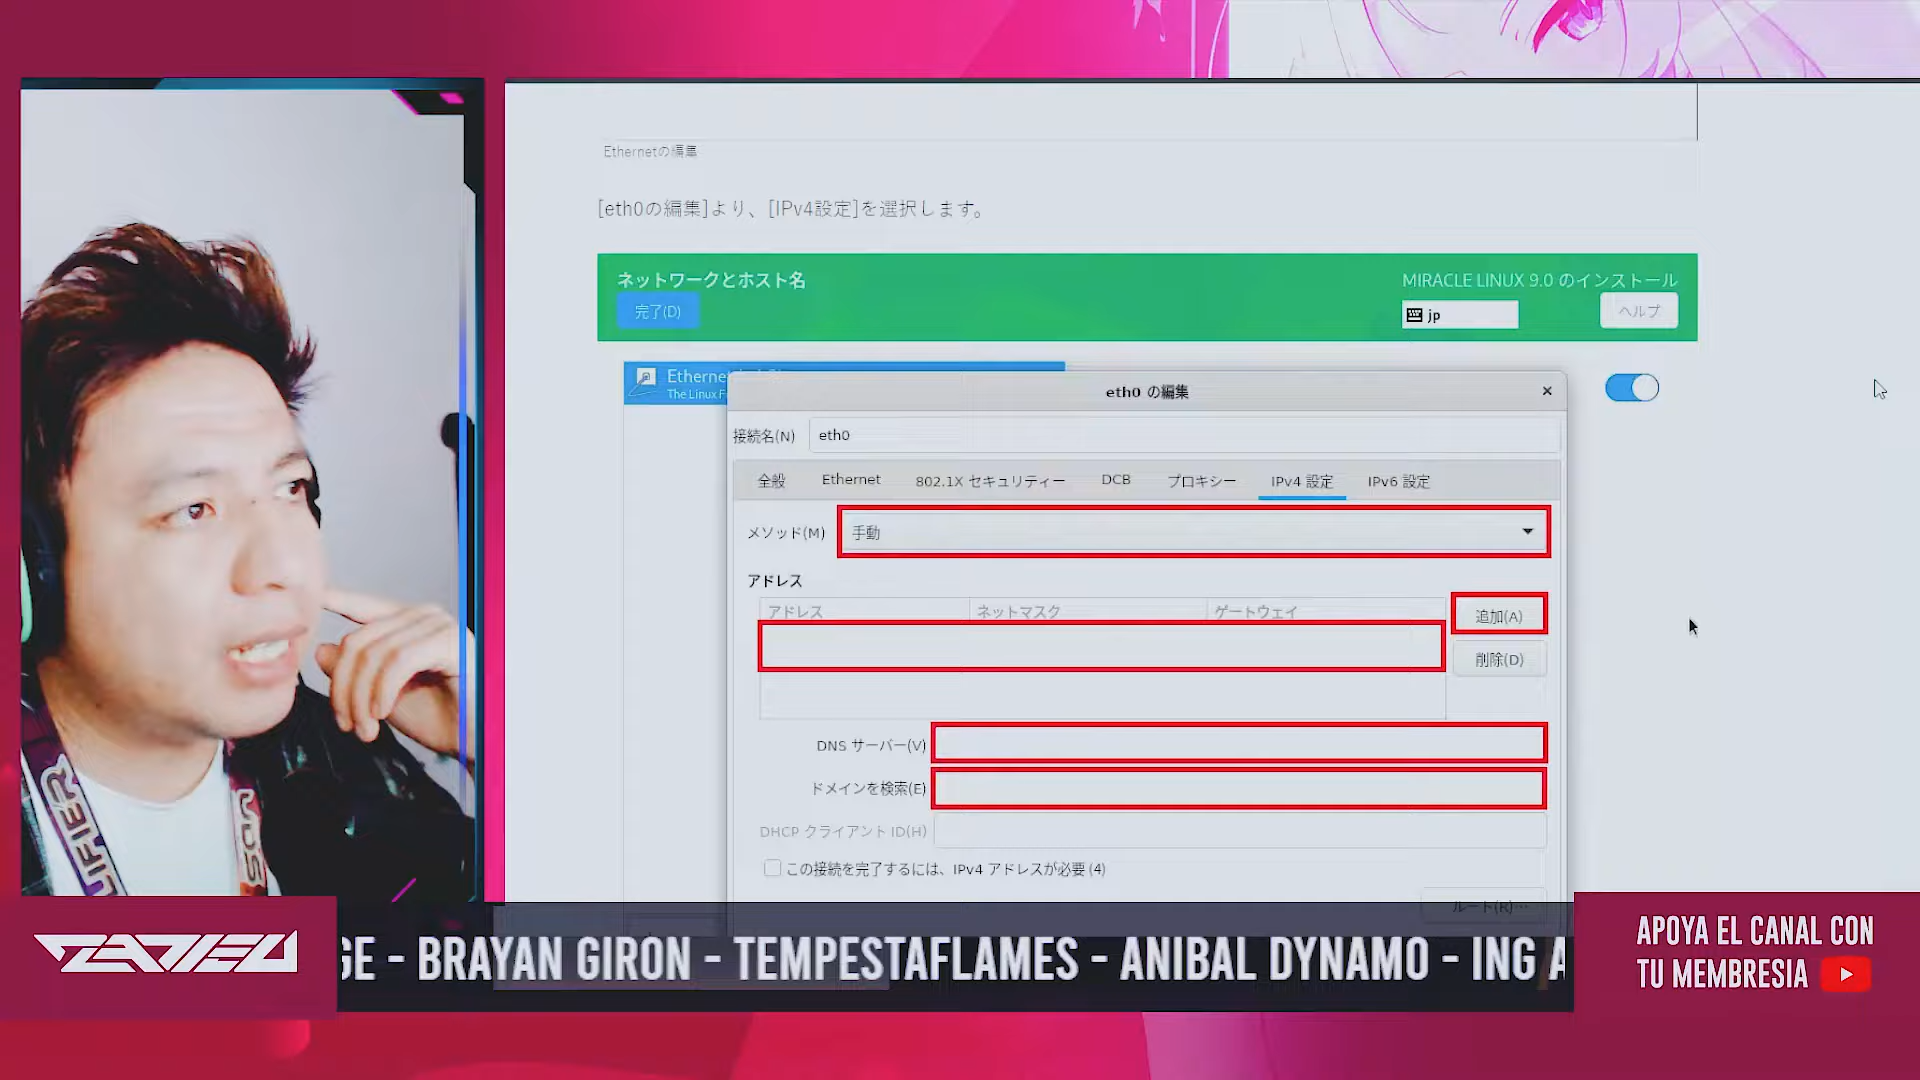 Ethernetの編集
[eth0の編集]より、[IPv4設定]を選択します。
ネットワークとホスト名
完了(D)
MIRACLE LINUX 9.0 のインストール
jp
ヘルプ
The Linux F
eth0 の編集
接続名(N)
eth0
全般
Ethernet
802.1X セキュリティー
DCB
プロキシー
IPv4 設定
IPv6 設定
メソッド(M)
手動
アドレス
アドレス
ネットマスク
ゲートウェイ
追加(A)
削除(D)
DNS サーバー(V)
ドメインを検索(E)
DHCP クライアント ID(H)
この接続を完了するには、IPv4 アドレスが必要 (4)
ルート(R)…
GE - BRAYAN GIRON - TEMPESTAFLAMES - ANIBAL DYNAMO - ING A
APOYA EL CANAL CON
TU MEMBRESIA